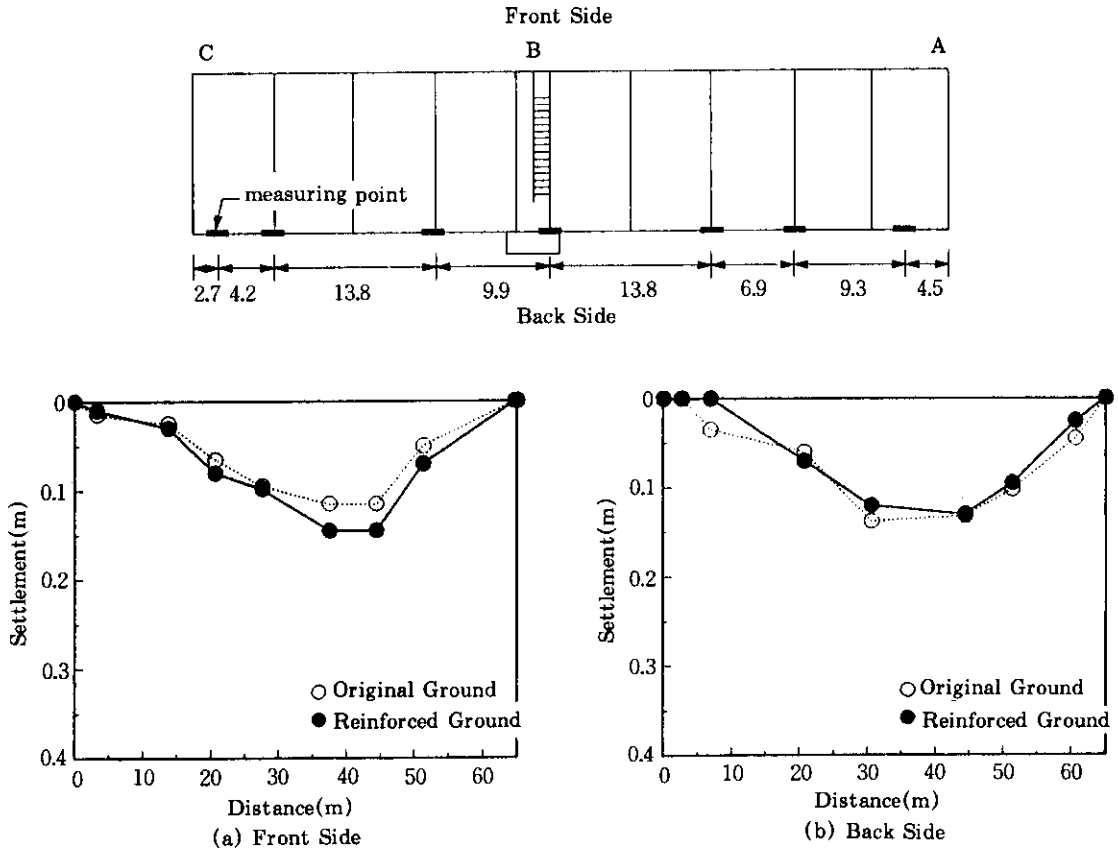 Front Side
C B A
measuring point
2.7 4.2 13.8 9.9 13.8 6.9 9.3 4.5
Back Side
0
0.1
0.2
0.3
0.4
Settlement(m)
Original Ground
Reinforced Ground
0 10 20 30 40 50 60
Distance(m)
(a) Front Side
0
0.1
0.2
0.3
0.4
Settlement(m)
Original Ground
Reinforced Ground
0 10 20 30 40 50 60
Distance(m)
(b) Back Side